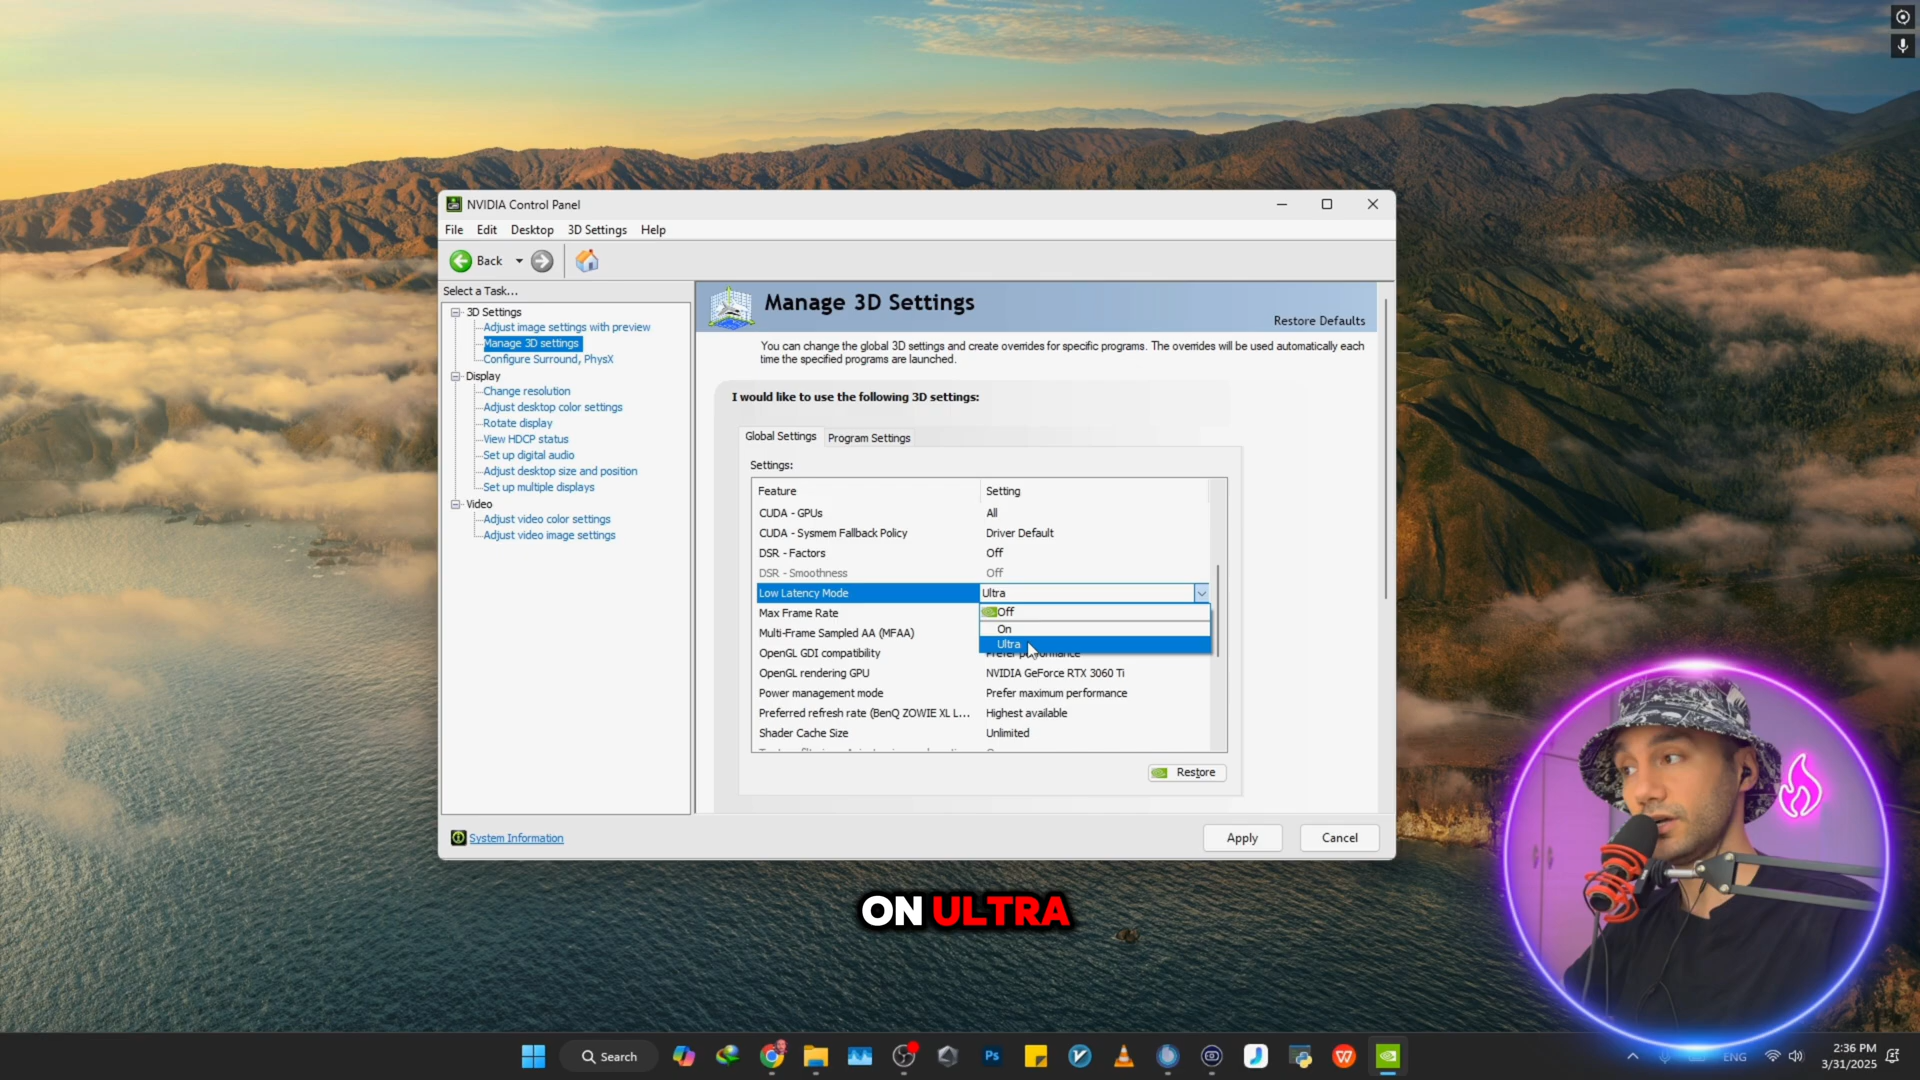 NVIDIA Control Panel
File Edit Desktop 3D Settings Help
Back
Select a Task...
3D Settings
Adjust image settings with preview
Manage 3D settings
Configure Surround, PhysX
Display
Change resolution
Adjust desktop color settings
Rotate display
View HDCP status
Set up digital audio
Adjust desktop size and position
Set up multiple displays
Video
Adjust video color settings
Adjust video image settings
System Information
Manage 3D Settings
Restore Defaults
You can change the global 3D settings and create overrides for specific programs. The overrides will be used automatically each
time the specified programs are launched.
I would like to use the following 3D settings:
Global Settings Program Settings
Settings:
Feature Setting
CUDA - GPUs All
CUDA - Sysmem Fallback Policy Driver Default
DSR - Factors Off
DSR - Smoothness Off
Low Latency Mode Ultra
Off
Max Frame Rate
On
Multi-Frame Sampled AA (MFAA)
Ultra
OpenGL GDI compatibility Prefer performance
OpenGL rendering GPU NVIDIA GeForce RTX 3060 Ti
Power management mode Prefer maximum performance
Preferred refresh rate (BenQ ZOWIE XL L... Highest available
Shader Cache Size Unlimited
Restore
Apply Cancel
ON ULTRA
Search
Ps
ENG
2:36 PM
3/31/2025